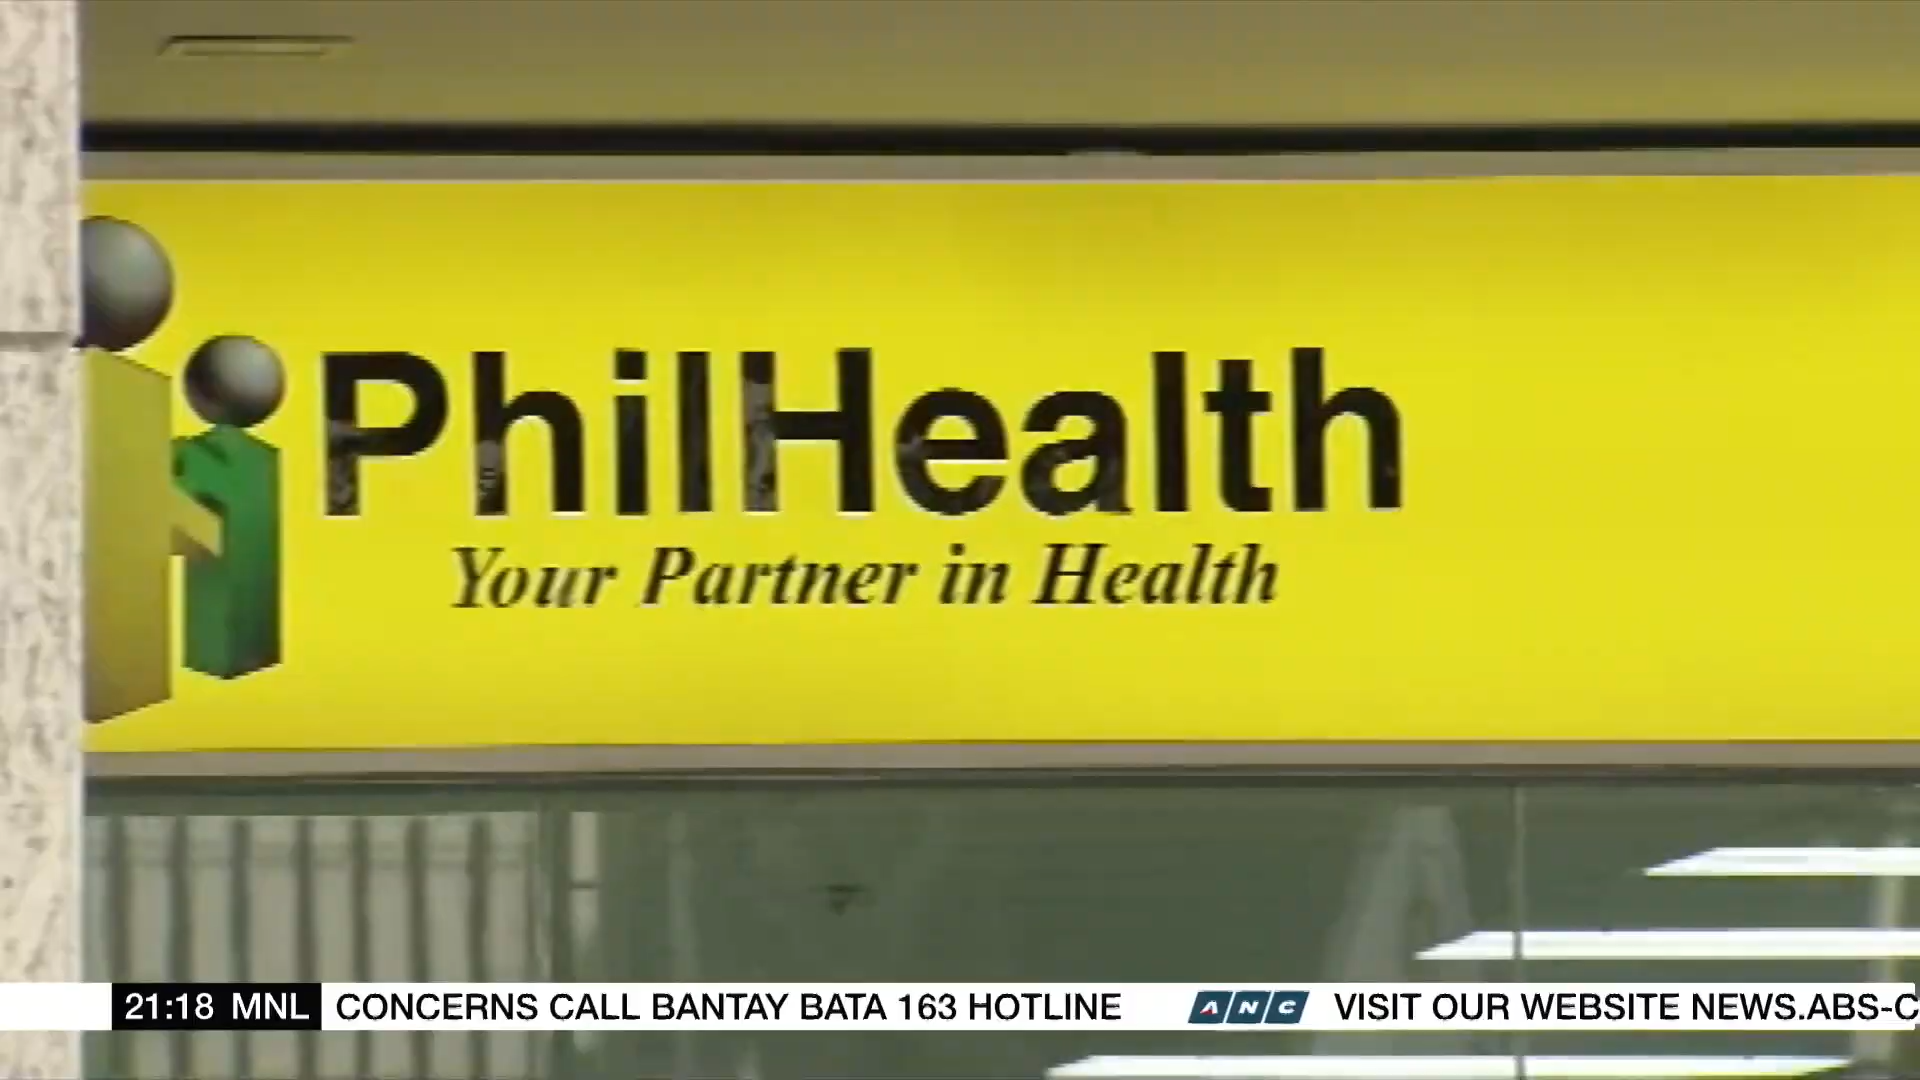 PhilHealth
Your Partner in Health
21:18 MNL CONCERNS CALL BANTAY BATA 163 HOTLINE ANC VISIT OUR WEBSITE NEWS.ABS-C